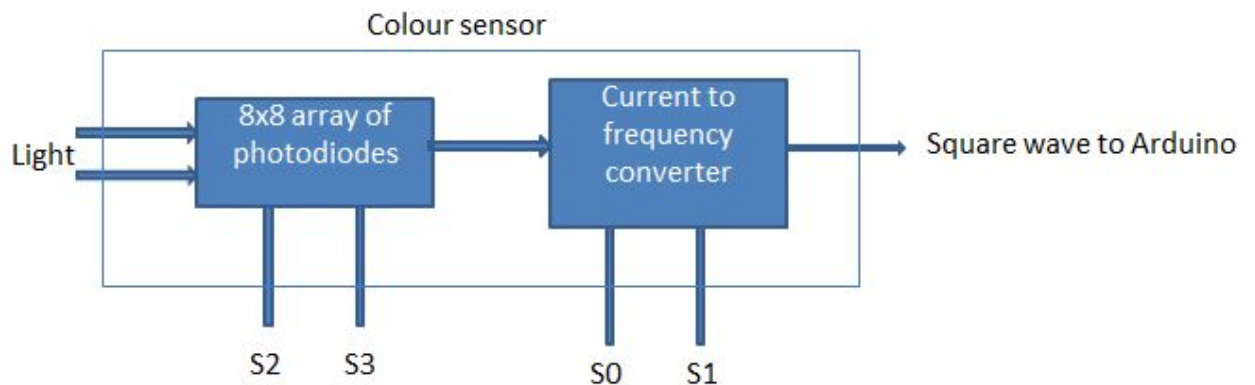 Colour sensor
Light
8x8 array of
photodiodes
Current to
frequency
converter
Square wave to Arduino
S2
S3
S0
S1